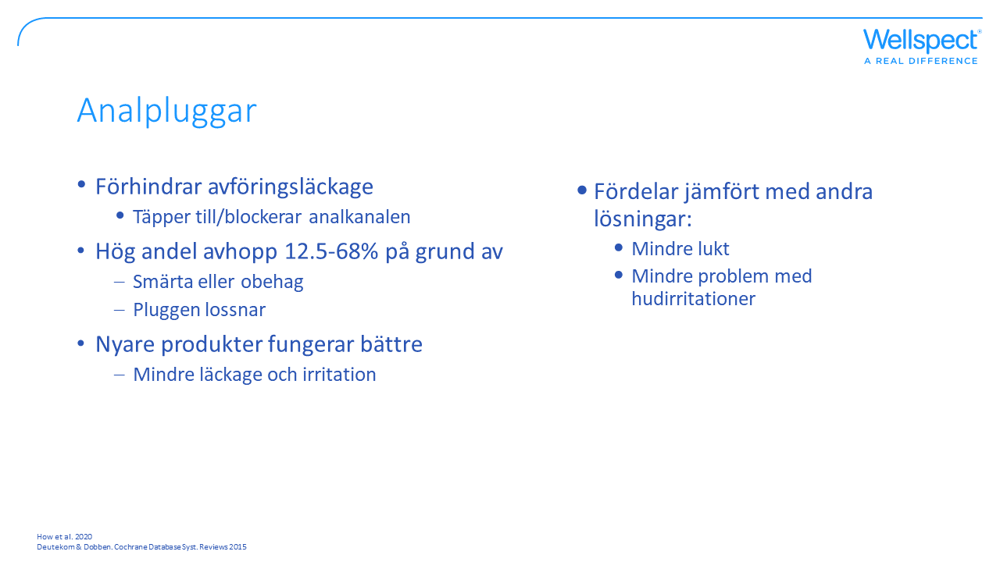 Wellspect®
A REAL DIFFERENCE
Analpluggar
• Förhindrar avföringsläckage
• Täpper till/blockerar analkanalen
• Hög andel avhopp 12.5-68% på grund av
– Smärta eller obehag
– Pluggen lossnar
• Nyare produkter fungerar bättre
– Mindre läckage och irritation
• Fördelar jämfört med andra
lösningar:
• Mindre lukt
• Mindre problem med
hudirritationer
How et al. 2020
Deutekom & Dobben. Cochrane Database Syst. Reviews 2015